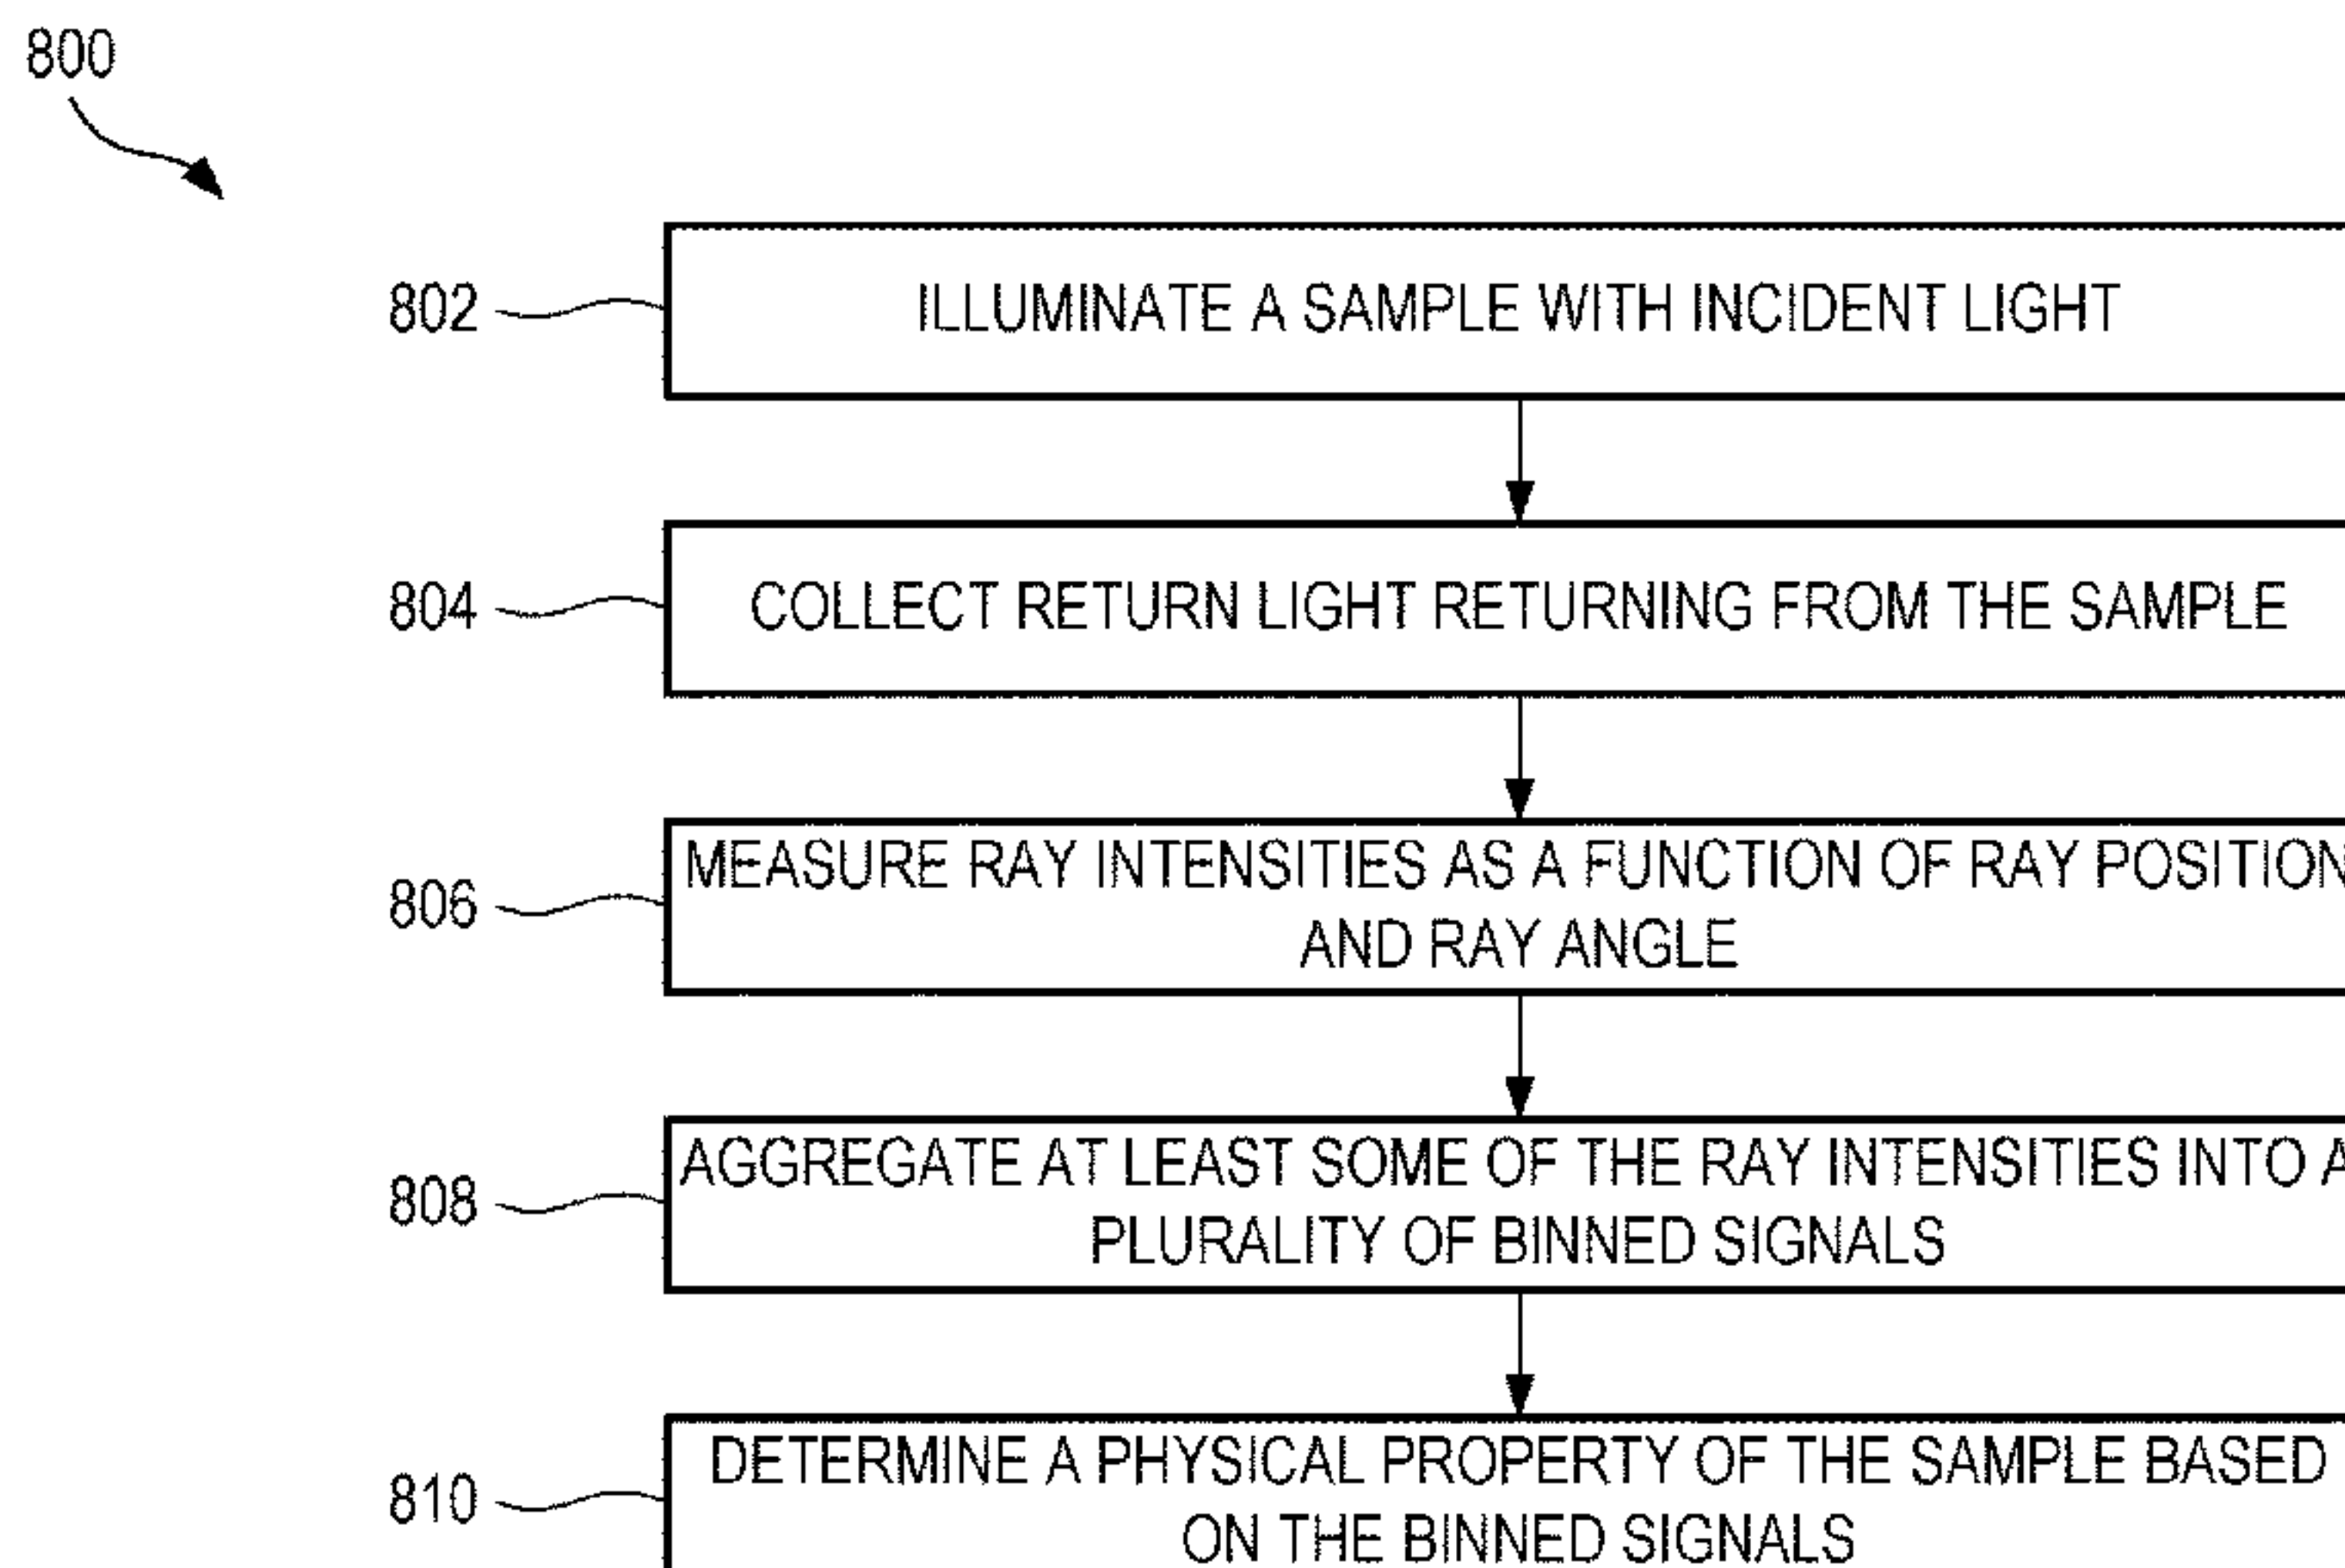 800
802
ILLUMINATE A SAMPLE WITH INCIDENT LIGHT
804
COLLECT RETURN LIGHT RETURNING FROM THE SAMPLE
806
MEASURE RAY INTENSITIES AS A FUNCTION OF RAY POSITION
AND RAY ANGLE
808
AGGREGATE AT LEAST SOME OF THE RAY INTENSITIES INTO A
PLURALITY OF BINNED SIGNALS
810
DETERMINE A PHYSICAL PROPERTY OF THE SAMPLE BASED
ON THE BINNED SIGNALS